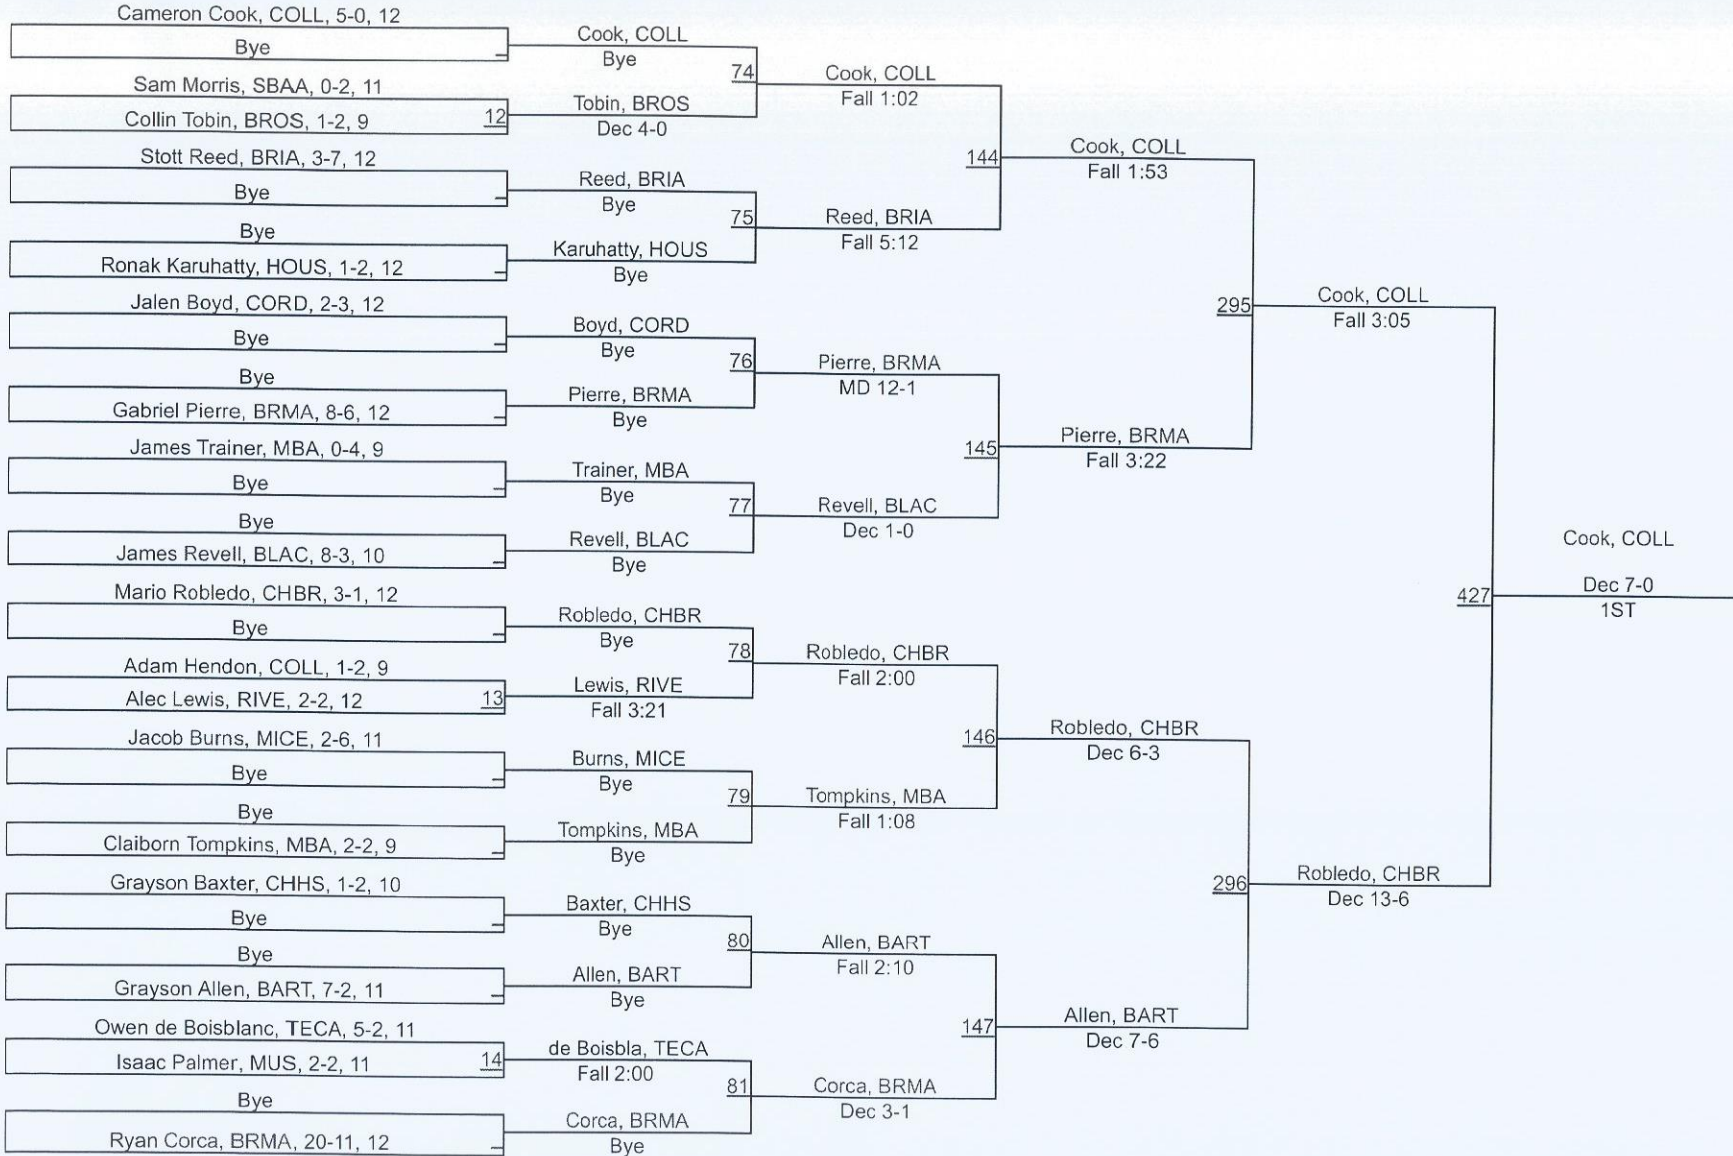 Cameron Cook, COLL, 5-0, 12
Bye
Sam Morris, SBAA, 0-2, 11
Collin Tobin, BROS, 1-2, 9
12
Stott Reed, BRIA, 3-7, 12
Bye
Bye
Ronak Karuhatty, HOUS, 1-2, 12
Jalen Boyd, CORD, 2-3, 12
Bye
Bye
Gabriel Pierre, BRMA, 8-6, 12
James Trainer, MBA, 0-4, 9
Bye
Bye
James Revell, BLAC, 8-3, 10
Mario Robledo, CHBR, 3-1, 12
Bye
Adam Hendon, COLL, 1-2, 9
Alec Lewis, RIVE, 2-2, 12
13
Jacob Burns, MICE, 2-6, 11
Bye
Bye
Claiborn Tompkins, MBA, 2-2, 9
Grayson Baxter, CHHS, 1-2, 10
Bye
Bye
Grayson Allen, BART, 7-2, 11
Owen de Boisblanc, TECA, 5-2, 11
Isaac Palmer, MUS, 2-2, 11
14
Bye
Ryan Corca, BRMA, 20-11, 12
Cook, COLL
Bye
74
Tobin, BROS
Dec 4-0
Reed, BRIA
Bye
75
Karuhatty, HOUS
Bye
Boyd, CORD
Bye
76
Pierre, BRMA
Bye
Trainer, MBA
Bye
77
Revell, BLAC
Bye
Robledo, CHBR
Bye
78
Lewis, RIVE
Fall 3:21
Burns, MICE
Bye
79
Tompkins, MBA
Bye
Baxter, CHHS
Bye
80
Allen, BART
Bye
de Boisbla, TECA
Fall 2:00
81
Corca, BRMA
Bye
Cook, COLL
Fall 1:02
144
Reed, BRIA
Fall 5:12
Pierre, BRMA
MD 12-1
145
Revell, BLAC
Dec 1-0
Robledo, CHBR
Fall 2:00
146
Tompkins, MBA
Fall 1:08
Allen, BART
Fall 2:10
147
Corca, BRMA
Dec 3-1
Cook, COLL
Fall 1:53
295
Pierre, BRMA
Fall 3:22
Robledo, CHBR
Dec 6-3
296
Allen, BART
Dec 7-6
Cook, COLL
Fall 3:05
427
Robledo, CHBR
Dec 13-6
Cook, COLL
Dec 7-0
1ST